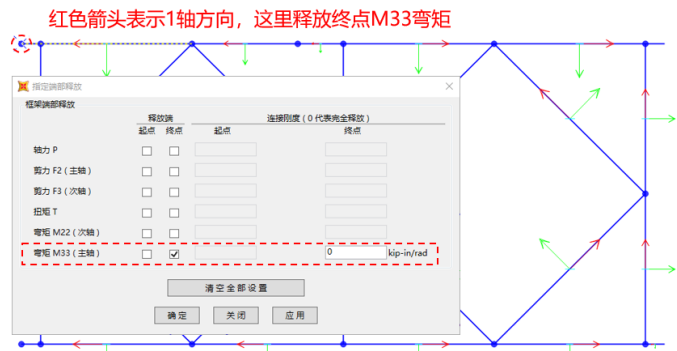 红色箭头表示1轴方向，这里释放终点M33弯矩
指定端部释放
框架端部释放
释放端 连接刚度 ( 0 代表完全释放 )
起点 终点 起点 终点
轴力 P
剪力 F2 ( 主轴 )
剪力 F3 ( 次轴 )
扭矩 T
弯矩 M22 ( 次轴 )
弯矩 M33 ( 主轴 ) 0 kip-in/rad
清空全部设置
确定 关闭 应用